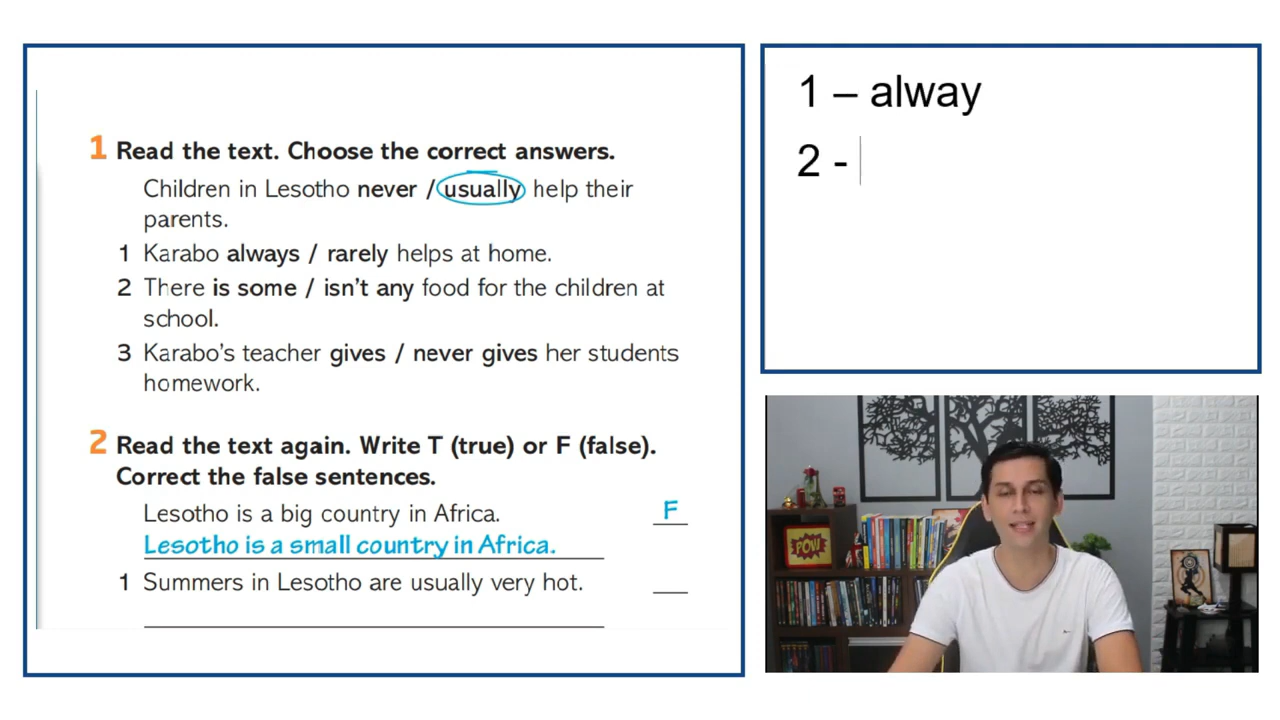 1 Read the text. Choose the correct answers.
Children in Lesotho never / usually help their
parents.
1 Karabo always / rarely helps at home.
2 There is some / isn't any food for the children at
school.
3 Karabo's teacher gives / never gives her students
homework.
2 Read the text again. Write T (true) or F (false).
Correct the false sentences.
Lesotho is a big country in Africa. F
Lesotho is a small country in Africa.
1 Summers in Lesotho are usually very hot.
1 – alway
2 -
POW!